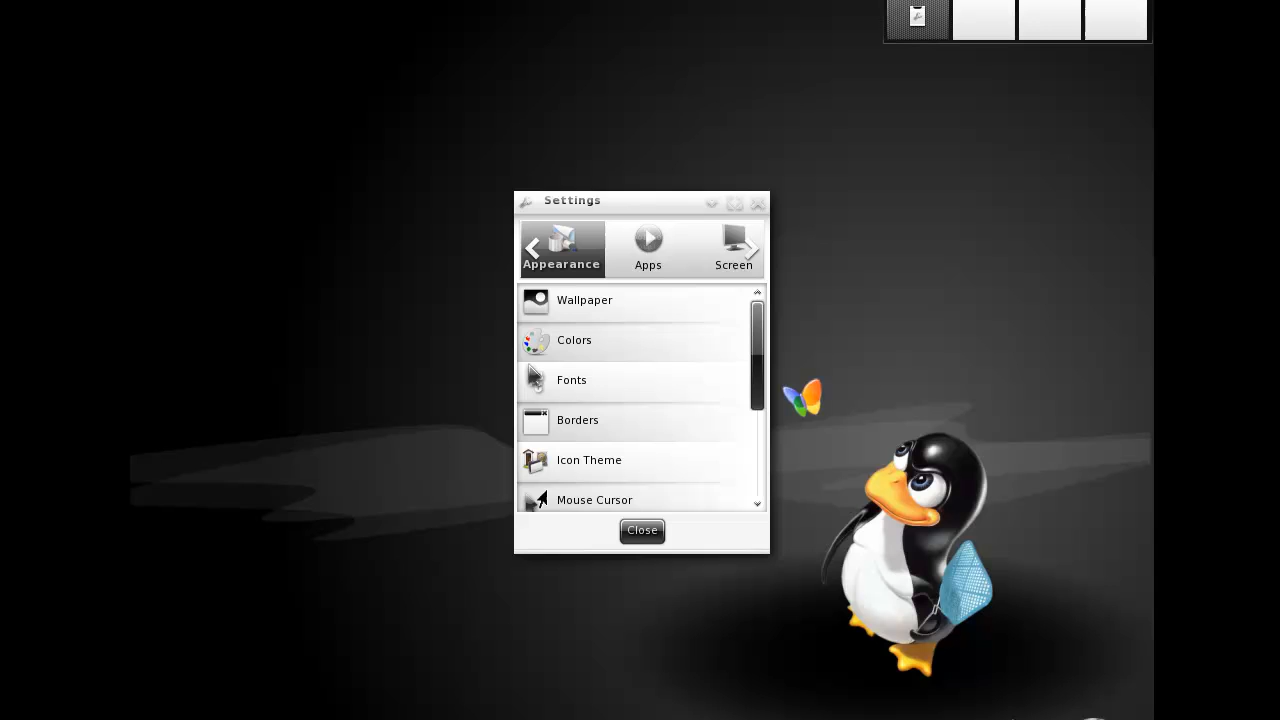 Settings
Appearance
Apps
Screen
Wallpaper
Colors
Fonts
Borders
Icon Theme
Mouse Cursor
Close